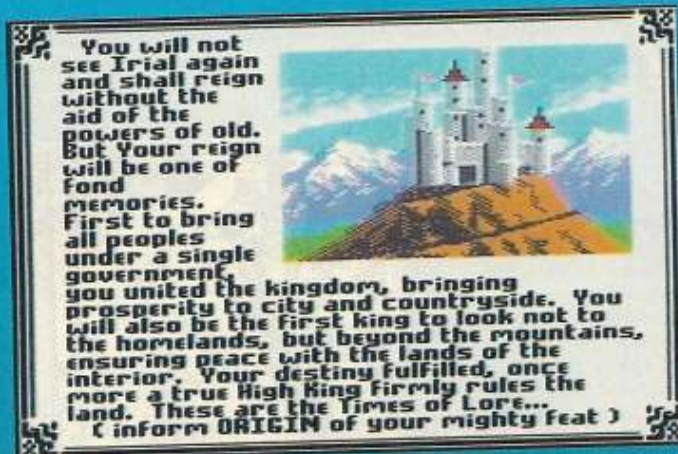 You will not
see Irial again
and shall reign
without the
aid of the
powers of old.
But Your reign
will be one of
fond
memories.
First to bring
all peoples
under a single
government,
you united the kingdom, bringing
prosperity to city and countryside. You
will also be the first king to look not to
the homelands, but beyond the mountains,
ensuring peace with the lands of the
interior. Your destiny fulfilled, once
more a true High King firmly rules the
land. These are the Times of Lore...
( inform ORIGIN of your mighty feat )